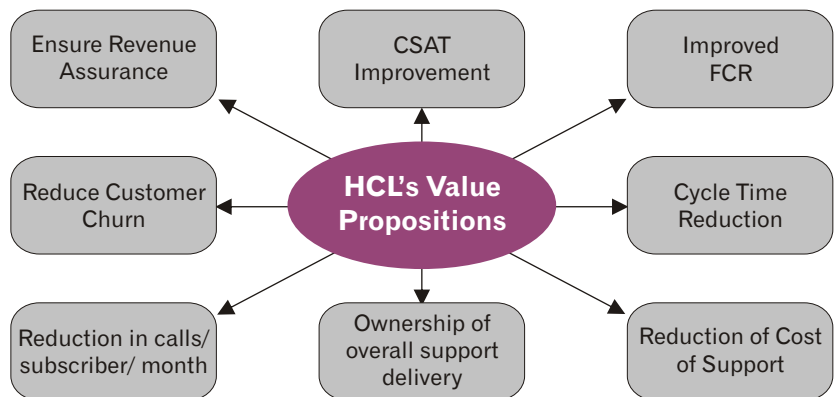 Ensure Revenue
Assurance
CSAT
Improvement
Improved
FCR
Reduce Customer
Churn
HCL's Value
Propositions
Cycle Time
Reduction
Reduction in calls/
subscriber/ month
Ownership of
overall support
delivery
Reduction of Cost
of Support